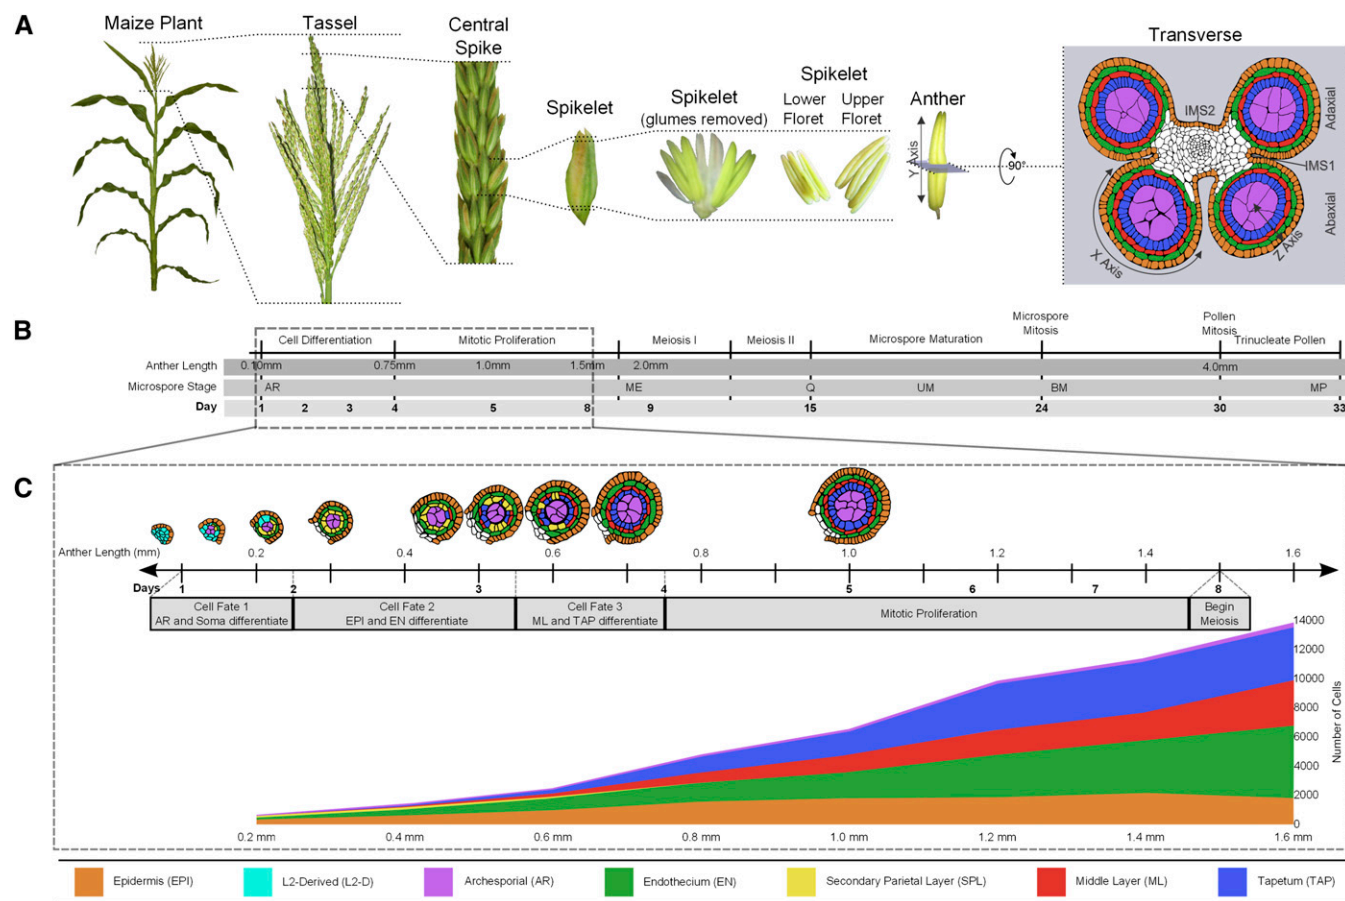 A
Maize Plant
Tassel
Central
Spike
Spikelet
Spikelet
(glumes removed)
Spikelet
Lower
Floret
Upper
Floret
Anther
Y Axis
90°
Transverse
IMS2
IMS1
Adaxial
Abaxial
X Axis
Z Axis
B
Cell Differentiation
Mitotic Proliferation
Meiosis I
Meiosis II
Microspore Maturation
Microspore
Mitosis
Pollen
Mitosis
Trinucleate Pollen
Anther Length
0.10mm
0.75mm
1.0mm
1.5mm
2.0mm
4.0mm
Microspore Stage
AR
ME
Q
UM
BM
MP
Day
1
2
3
4
5
8
9
15
24
30
33
C
Anther Length (mm)
0.2
0.4
0.6
0.8
1.0
1.2
1.4
1.6
Days
1
2
3
4
5
6
7
8
Cell Fate 1
AR and Soma differentiate
Cell Fate 2
EPI and EN differentiate
Cell Fate 3
ML and TAP differentiate
Mitotic Proliferation
Begin
Meiosis
14000
12000
10000
8000
6000
4000
2000
0
Number of Cells
0.2 mm
0.4 mm
0.6 mm
0.8 mm
1.0 mm
1.2 mm
1.4 mm
1.6 mm
Epidermis (EPI)
L2-Derived (L2-D)
Archesporial (AR)
Endothecium (EN)
Secondary Parietal Layer (SPL)
Middle Layer (ML)
Tapetum (TAP)